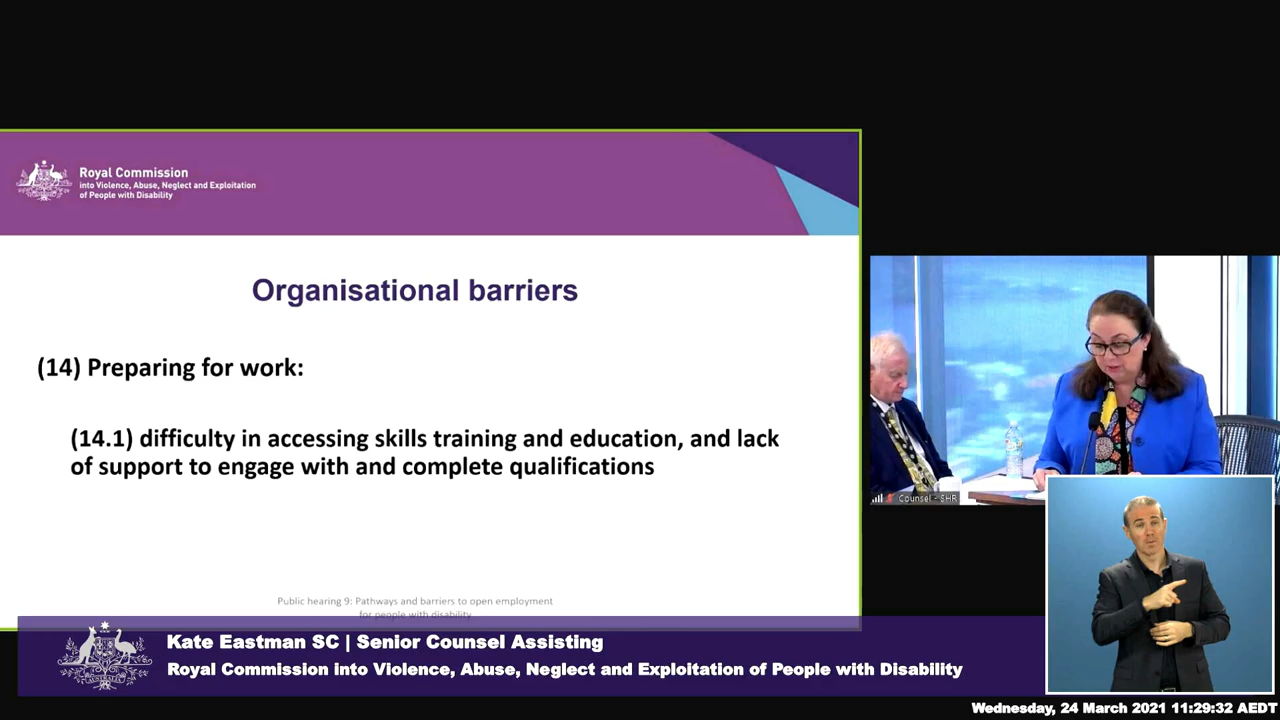 Royal Commission
into Violence, Abuse, Neglect and Exploitation
of People with Disability
Organisational barriers
(14) Preparing for work:
(14.1) difficulty in accessing skills training and education, and lack
of support to engage with and complete qualifications
Public hearing 9: Pathways and barriers to open employment
for people with disability
Counsel - SHR
Kate Eastman SC | Senior Counsel Assisting
Royal Commission into Violence, Abuse, Neglect and Exploitation of People with Disability
Wednesday, 24 March 2021 11:29:32 AEDT